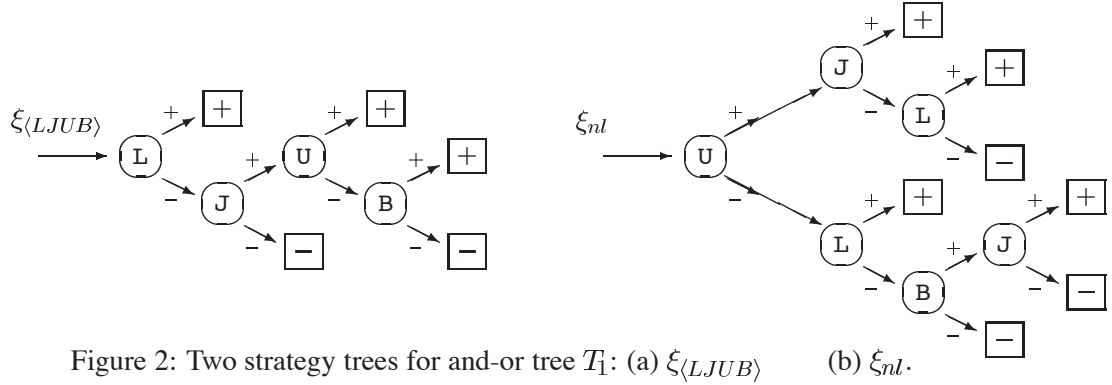 ξ⟨LJUB⟩
L
+
+
−
J
+
−
−
U
+
+
−
B
+
+
−
−
ξnl
U
+
−
J
+
+
−
L
+
+
−
−
L
+
+
−
B
+
−
−
J
+
+
−
−
Figure 2: Two strategy trees for and-or tree T1: (a) ξ⟨LJUB⟩ (b) ξnl.